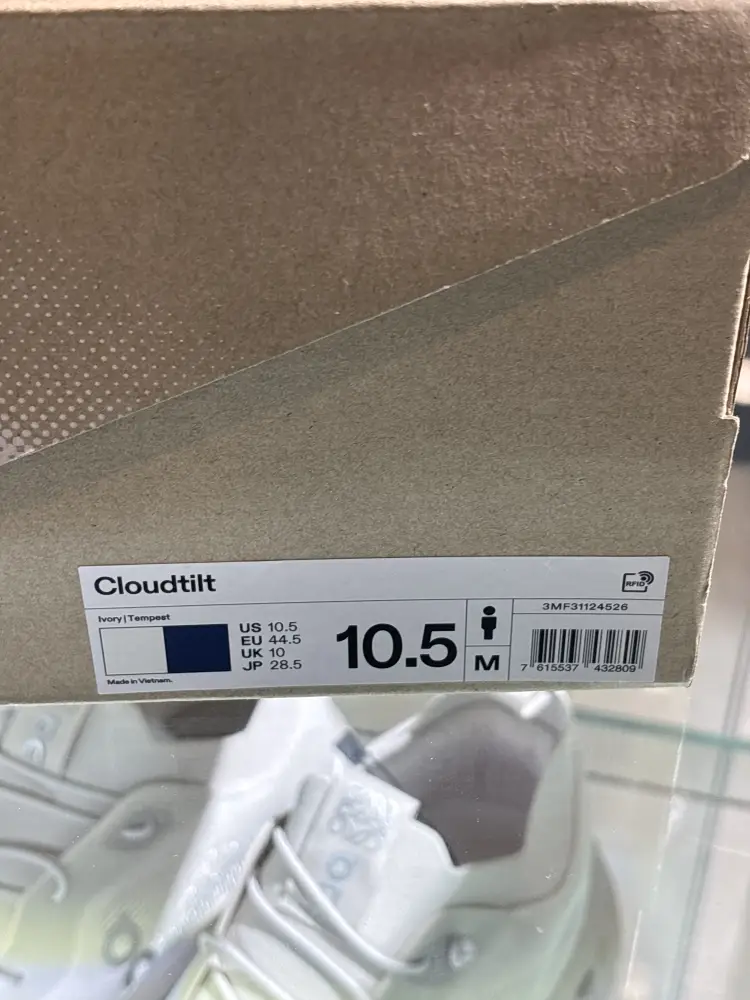 Cloudtilt
RFID
Ivory | Tempest
Made in Vietnam.
US 10.5
EU 44.5
UK 10
JP 28.5
10.5
M
3MF31124526
7 615537 432809